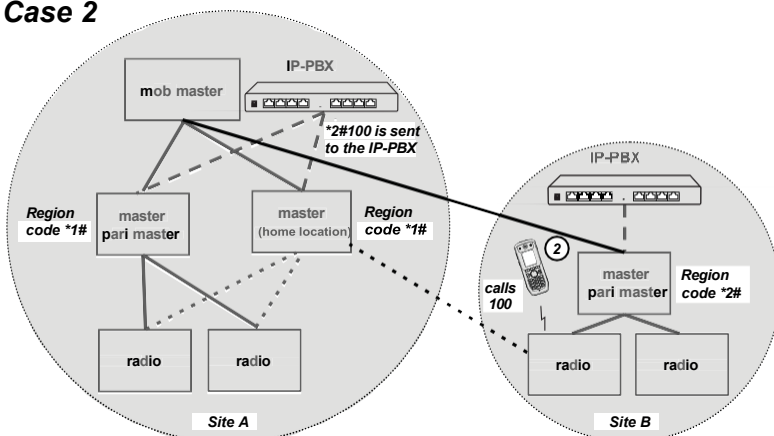 Case 2
IP-PBX
mob master
*2#100 is sent
to the IP-PBX
IP-PBX
Region
code *1#
master
pari master
master
(home location)
Region
code *1#
2
calls
100
master
pari master
Region
code *2#
radio
radio
radio
radio
Site A
Site B